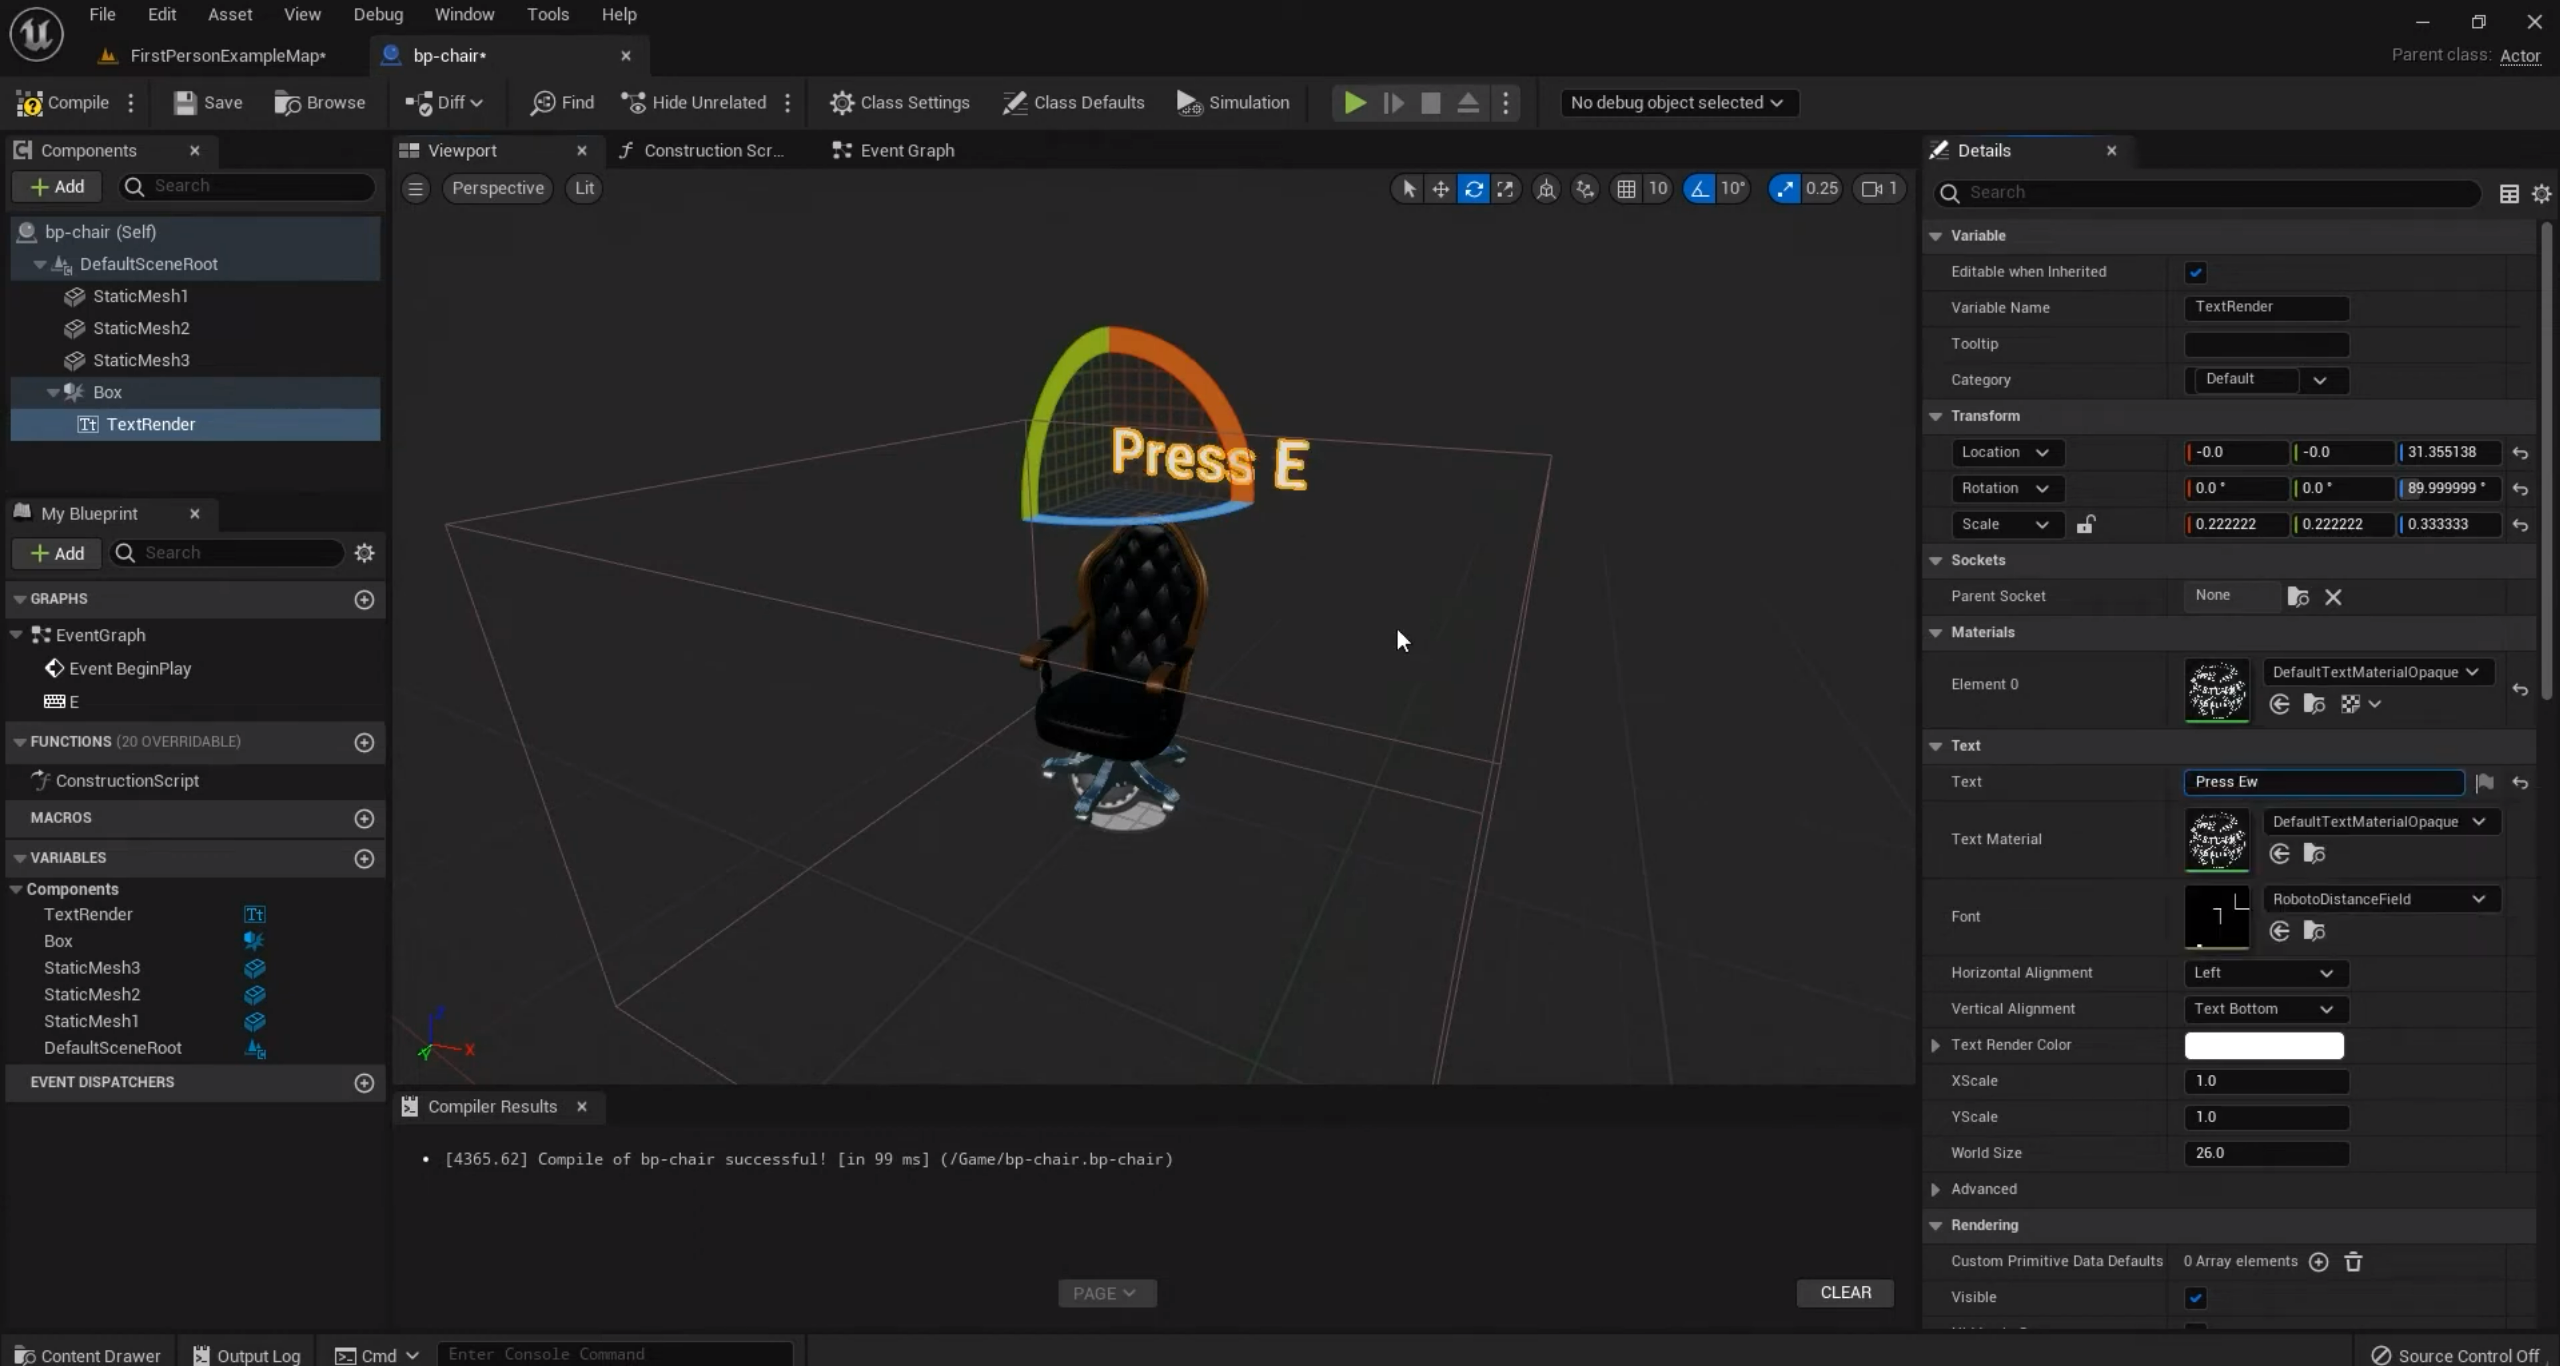 File Edit Asset View Debug Window Tools Help
FirstPersonExampleMap* bp-chair* Parent class: Actor
Compile Save Browse Diff Find Hide Unrelated Class Settings Class Defaults Simulation No debug object selected
Components Viewport Construction Scr... Event Graph Details
Add Search Perspective Lit 10 10° 0.25 1 Search
bp-chair (Self)
DefaultSceneRoot
StaticMesh1
StaticMesh2
StaticMesh3
Box
TextRender
My Blueprint
Add Search
GRAPHS
EventGraph
Event BeginPlay
E
FUNCTIONS (20 OVERRIDABLE)
ConstructionScript
MACROS
VARIABLES
Components
TextRender
Box
StaticMesh3
StaticMesh2
StaticMesh1
DefaultSceneRoot
EVENT DISPATCHERS
Press E
Z
X
Y
Compiler Results
• [4365.62] Compile of bp-chair successful! [in 99 ms] (/Game/bp-chair.bp-chair)
PAGE CLEAR
Variable
Editable when Inherited
Variable Name TextRender
Tooltip
Category Default
Transform
Location -0.0 -0.0 31.355138
Rotation 0.0 ° 0.0 ° 89.999999 °
Scale 0.222222 0.222222 0.333333
Sockets
Parent Socket None
Materials
Element 0 DefaultTextMaterialOpaque
Text
Text Press Ew
Text Material DefaultTextMaterialOpaque
Font RobotoDistanceField
Horizontal Alignment Left
Vertical Alignment Text Bottom
Text Render Color
XScale 1.0
YScale 1.0
World Size 26.0
Advanced
Rendering
Custom Primitive Data Defaults 0 Array elements
Visible
Content Drawer Output Log Cmd Enter Console Command Source Control Off